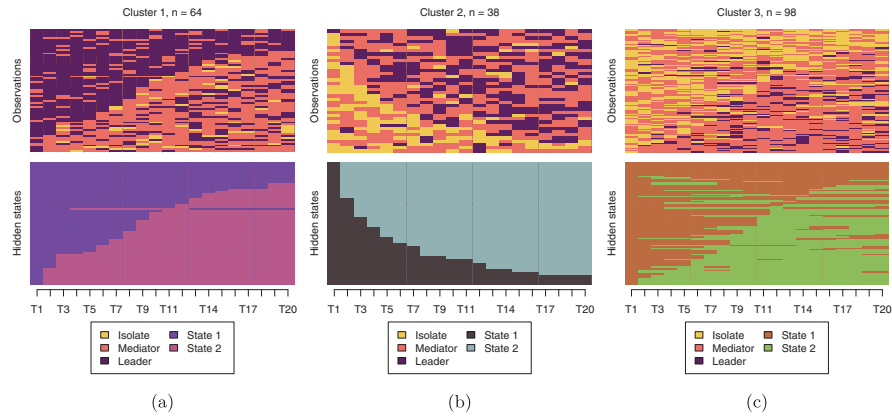 Cluster 1, n = 64
Observations
Hidden states
T1 T3 T5 T7 T9 T11 T14 T17 T20
Isolate State 1
Mediator State 2
Leader
(a)
Cluster 2, n = 38
Observations
Hidden states
T1 T3 T5 T7 T9 T11 T14 T17 T20
Isolate State 1
Mediator State 2
Leader
(b)
Cluster 3, n = 98
Observations
Hidden states
T1 T3 T5 T7 T9 T11 T14 T17 T20
Isolate State 1
Mediator State 2
Leader
(c)